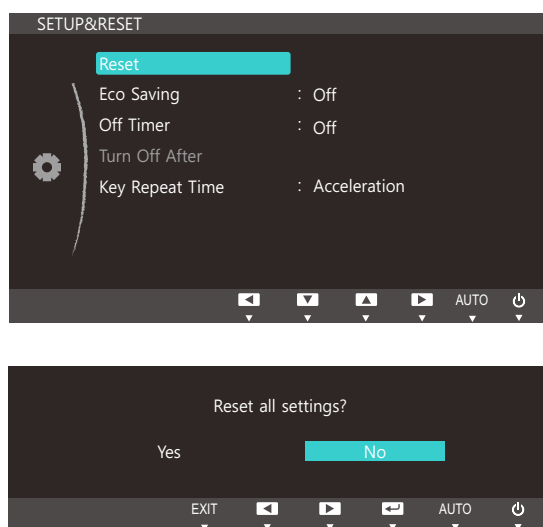 SETUP&RESET
Reset
Eco Saving : Off
Off Timer : Off
Turn Off After
Key Repeat Time : Acceleration
AUTO
Reset all settings?
Yes No
EXIT AUTO